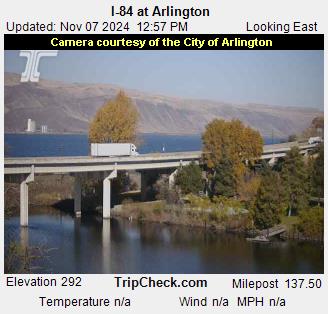 I-84 at Arlington
Updated: Nov 07 2024 12:57 PM Looking East
Camera courtesy of the City of Arlington
Elevation 292 TripCheck.com Milepost 137.50
Temperature n/a Wind n/a MPH n/a